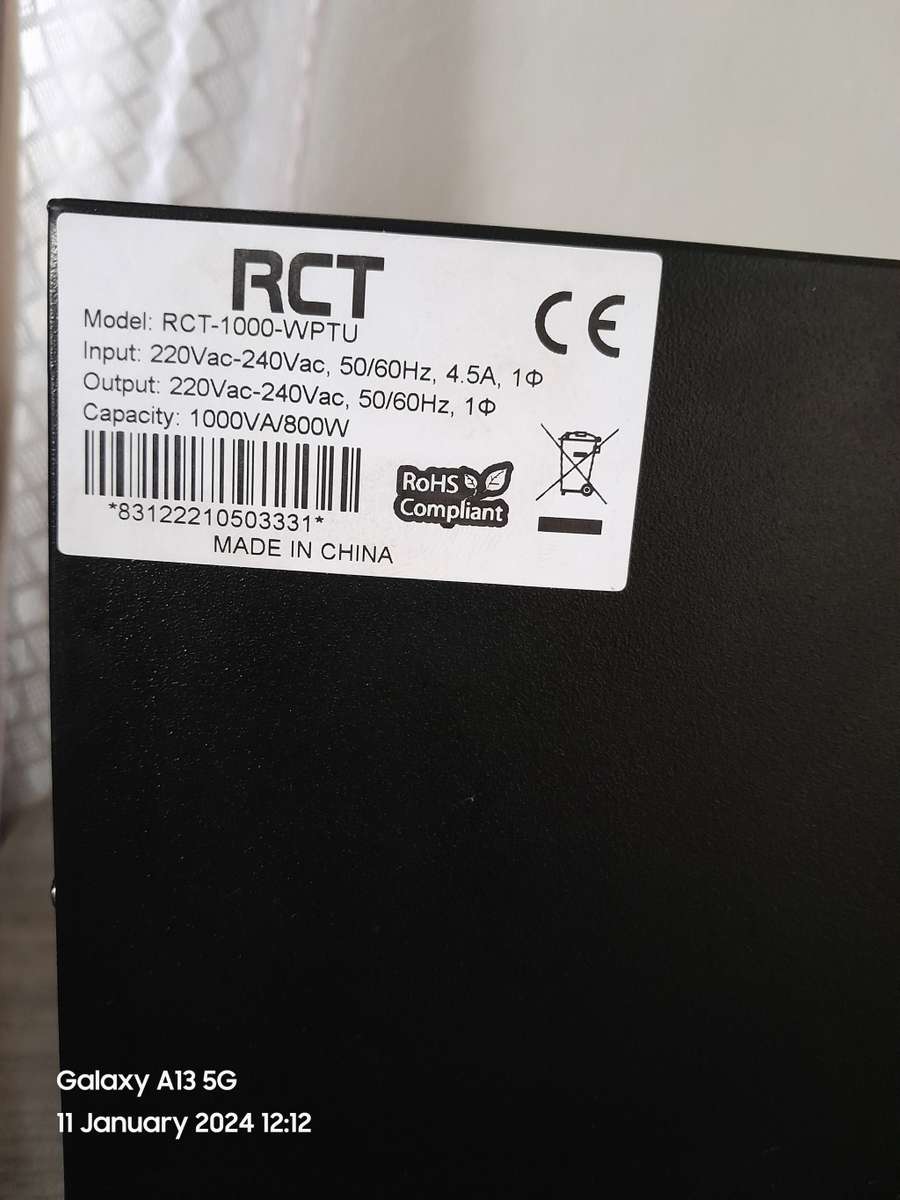 RCT
Model: RCT-1000-WPTU
CE
Input: 220Vac-240Vac, 50/60Hz, 4.5A, 1Φ
Output: 220Vac-240Vac, 50/60Hz, 1Φ
Capacity: 1000VA/800W
RoHS
Compliant
*83122210503331*
MADE IN CHINA
Galaxy A13 5G
11 January 2024 12:12